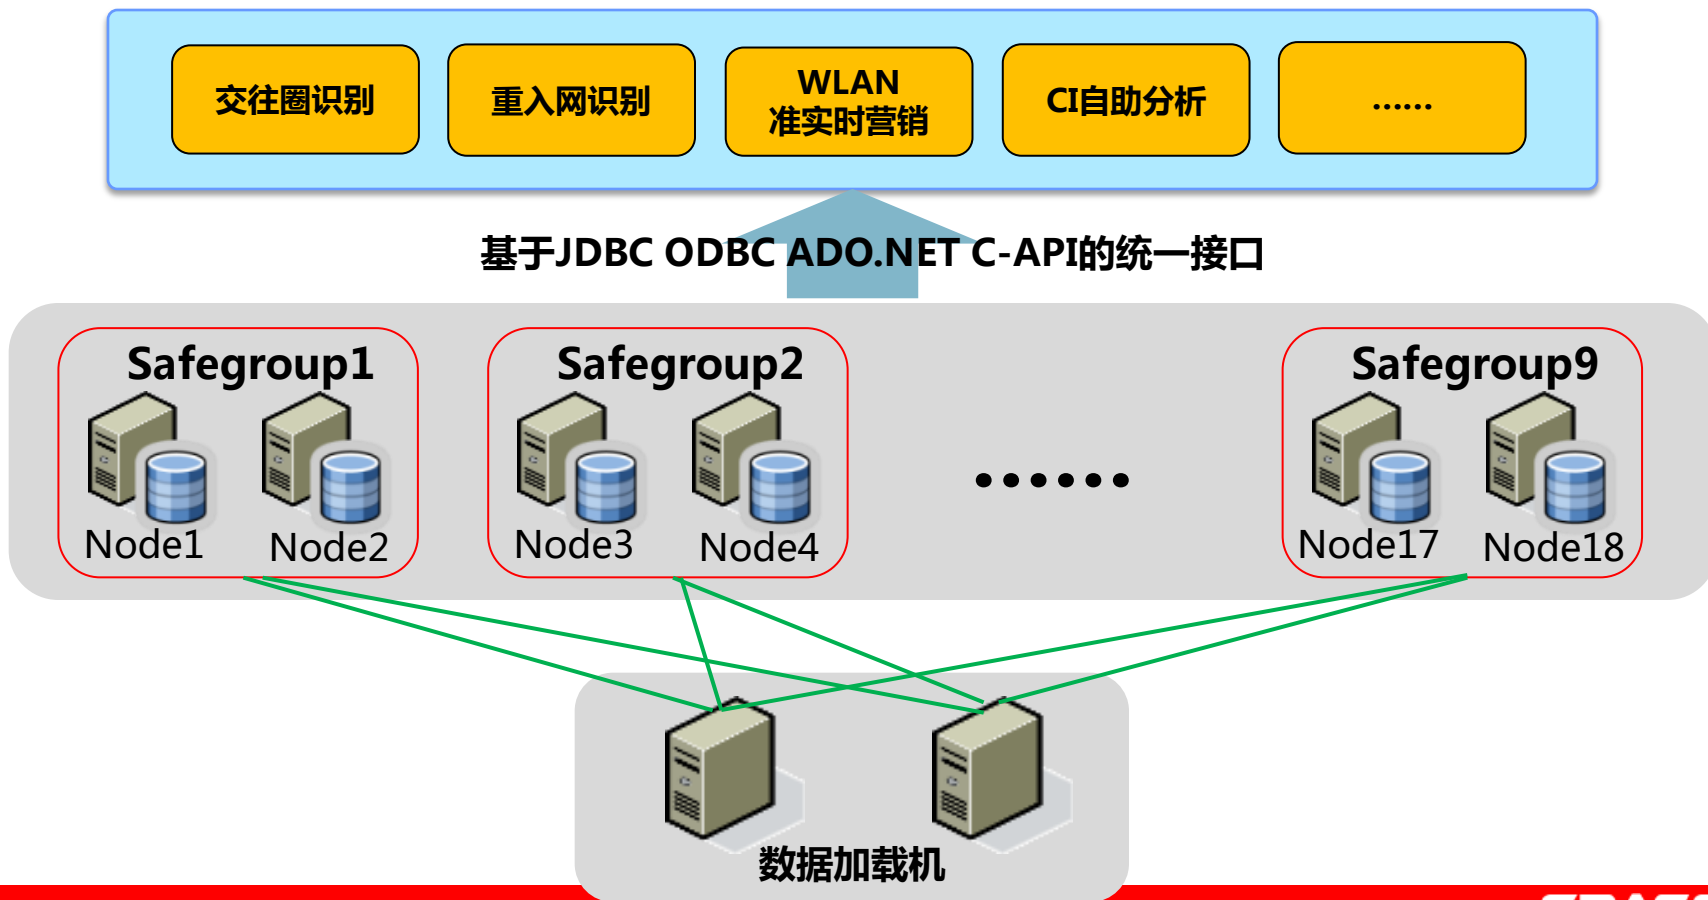 交往圈识别
重入网识别
WLAN
准实时营销
CI自助分析
……
基于JDBC ODBC ADO.NET C-API的统一接口
Safegroup1
Safegroup2
Safegroup9
……
Node1
Node2
Node3
Node4
Node17
Node18
数据加载机